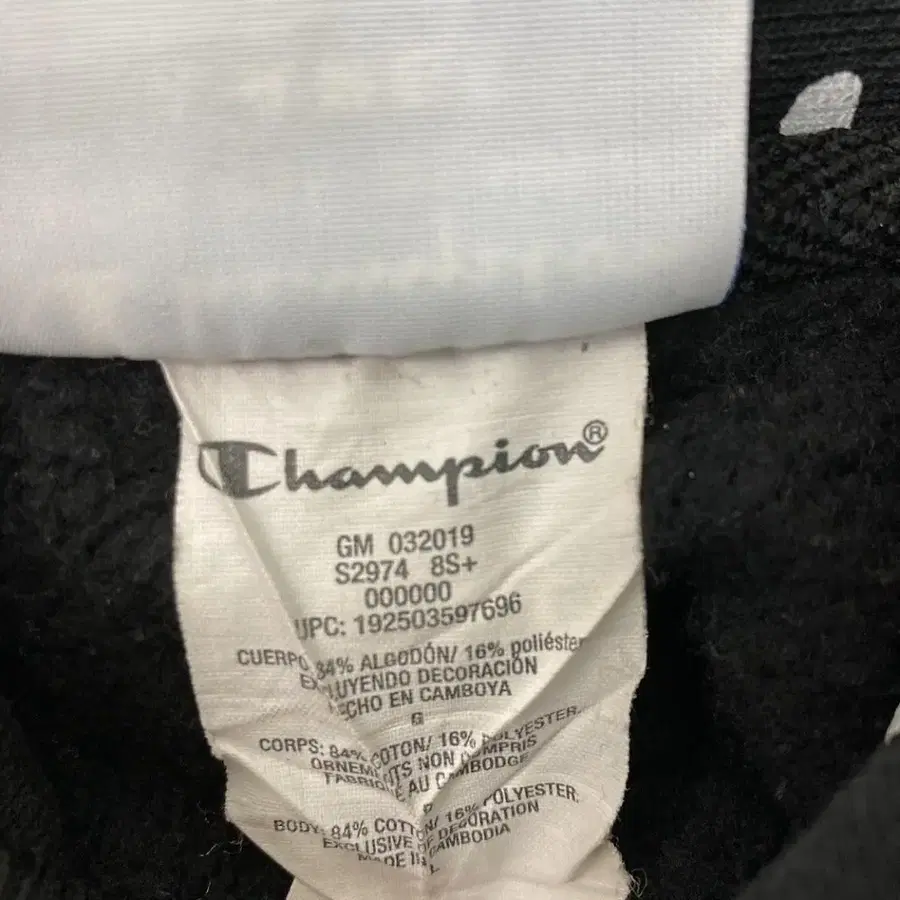 Champion®
GM 032019
S2974 8S+
000000
UPC: 192503597696
CUERPO 84% ALGODÓN/ 16% poliéster
EXCLUYENDO DECORACIÓN
HECHO EN CAMBOYA
G
CORPS: 84% COTON/ 16% POLYESTER.
ORNEMENTS NON COMPRIS
FABRIQUÉ AU CAMBODGE
BODY: 84% COTTON/ 16% POLYESTER.
EXCLUSIVE OF DECORATION
MADE IN CAMBODIA
L